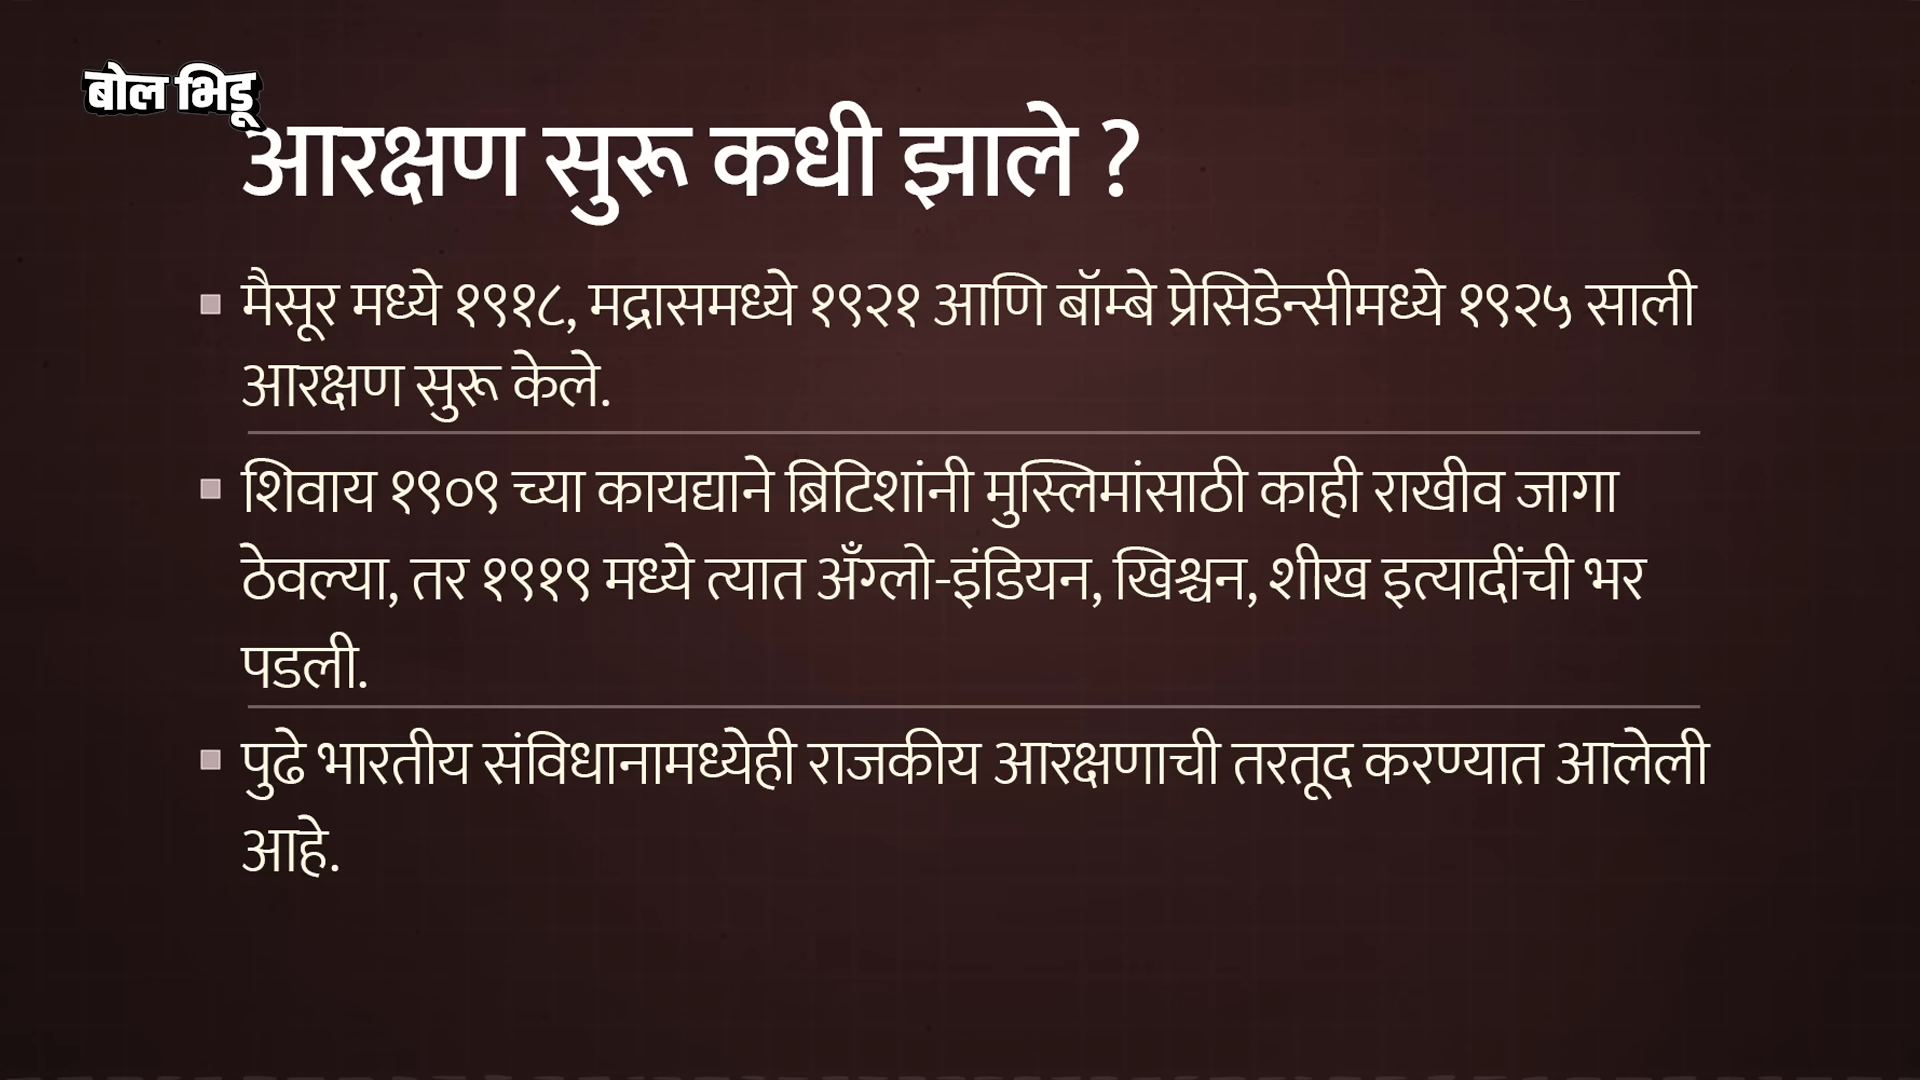 बोल भिडू
आरक्षण सुरू कधी झाले ?
मैसूर मध्ये १९१८, मद्रासमध्ये १९२१ आणि बॉम्बे प्रेसिडेन्सीमध्ये १९२५ साली
आरक्षण सुरू केले.
शिवाय १९०९ च्या कायद्याने ब्रिटिशांनी मुस्लिमांसाठी काही राखीव जागा
ठेवल्या, तर १९१९ मध्ये त्यात अँग्लो-इंडियन, खिश्चन, शीख इत्यादींची भर
पडली.
पुढे भारतीय संविधानामध्येही राजकीय आरक्षणाची तरतूद करण्यात आलेली
आहे.